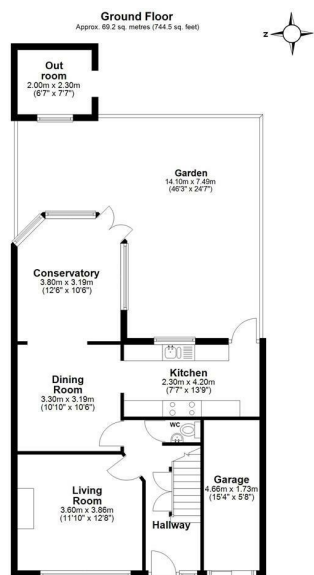 Ground Floor
Approx. 69.2 sq. metres (744.5 sq. feet)
Z
Out
room
2.00m x 2.30m
(6'7" x 7'7")
Garden
14.10m x 7.49m
(46'3" x 24'7")
Conservatory
3.80m x 3.19m
(12'6" x 10'6")
Kitchen
2.30m x 4.20m
(7'7" x 13'9")
Dining
Room
3.30m x 3.19m
(10'10" x 10'6")
WC
Garage
4.66m x 1.73m
(15'4" x 5'8")
Living
Room
3.60m x 3.86m
(11'10" x 12'8")
Hallway